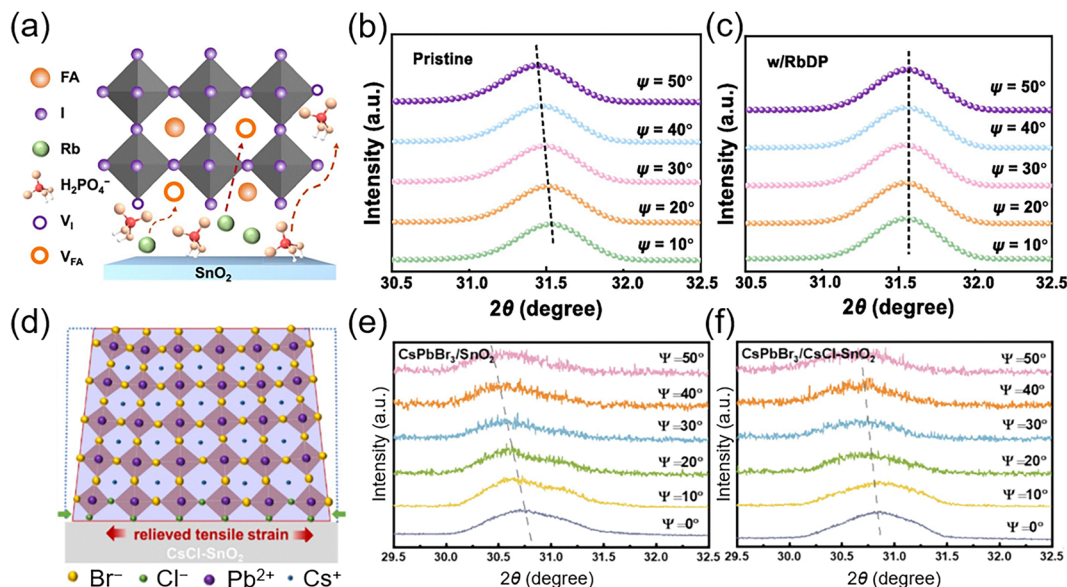 (a)
FA
I
Rb
H₂PO₄⁻
V_I
V_FA
SnO₂
(b)
Pristine
ψ = 50°
ψ = 40°
ψ = 30°
ψ = 20°
ψ = 10°
Intensity (a.u.)
30.5 31.0 31.5 32.0 32.5
2θ (degree)
(c)
w/RbDP
ψ = 50°
ψ = 40°
ψ = 30°
ψ = 20°
ψ = 10°
Intensity (a.u.)
30.5 31.0 31.5 32.0 32.5
2θ (degree)
(d)
relieved tensile strain
CsCl-SnO₂
Br⁻ Cl⁻ Pb²⁺ Cs⁺
(e)
CsPbBr₃/SnO₂
Ψ=50°
Ψ=40°
Ψ=30°
Ψ=20°
Ψ=10°
Ψ=0°
Intensity (a.u.)
29.5 30.0 30.5 31.0 31.5 32.0 32.5
2θ (degree)
(f)
CsPbBr₃/CsCl-SnO₂
Ψ=50°
Ψ=40°
Ψ=30°
Ψ=20°
Ψ=10°
Ψ=0°
Intensity (a.u.)
29.5 30.0 30.5 31.0 31.5 32.0 32.5
2θ (degree)